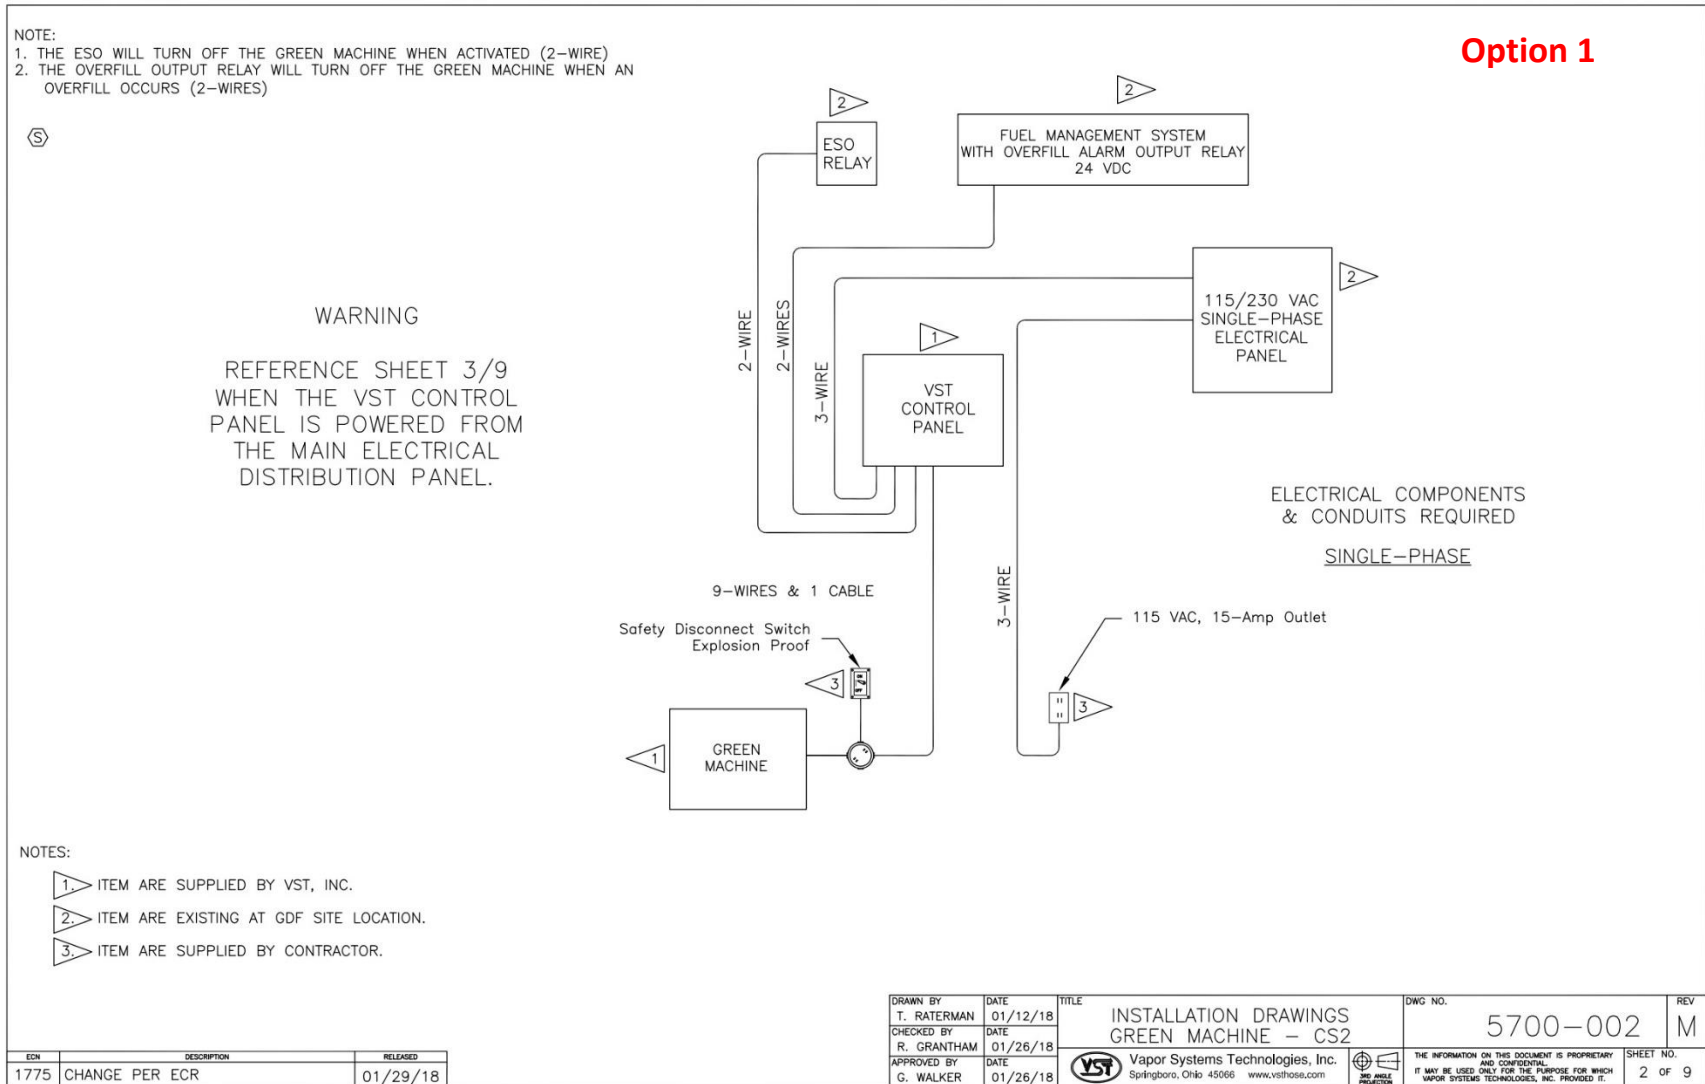 NOTE:
1. THE ESO WILL TURN OFF THE GREEN MACHINE WHEN ACTIVATED (2-WIRE)
2. THE OVERFILL OUTPUT RELAY WILL TURN OFF THE GREEN MACHINE WHEN AN
OVERFILL OCCURS (2-WIRES)
Option 1
S
2
ESO
RELAY
2
FUEL MANAGEMENT SYSTEM
WITH OVERFILL ALARM OUTPUT RELAY
24 VDC
2
115/230 VAC
SINGLE-PHASE
ELECTRICAL
PANEL
WARNING
REFERENCE SHEET 3/9
WHEN THE VST CONTROL
PANEL IS POWERED FROM
THE MAIN ELECTRICAL
DISTRIBUTION PANEL.
2-WIRE
2-WIRES
3-WIRE
1
VST
CONTROL
PANEL
ELECTRICAL COMPONENTS
& CONDUITS REQUIRED
SINGLE-PHASE
9-WIRES & 1 CABLE
3-WIRE
Safety Disconnect Switch
Explosion Proof
115 VAC, 15-Amp Outlet
3
OFF
3
1
GREEN
MACHINE
NOTES:
1. ITEM ARE SUPPLIED BY VST, INC.
2. ITEM ARE EXISTING AT GDF SITE LOCATION.
3. ITEM ARE SUPPLIED BY CONTRACTOR.
ECN DESCRIPTION RELEASED
1775 CHANGE PER ECR 01/29/18
DRAWN BY DATE
T. RATERMAN 01/12/18
CHECKED BY DATE
R. GRANTHAM 01/26/18
APPROVED BY DATE
G. WALKER 01/26/18
TITLE
INSTALLATION DRAWINGS
GREEN MACHINE - CS2
VST
Vapor Systems Technologies, Inc.
Springboro, Ohio 45066 www.vsthose.com
3RD ANGLE
PROJECTION
DWG NO.
5700-002
REV
M
THE INFORMATION ON THIS DOCUMENT IS PROPRIETARY
AND CONFIDENTIAL.
IT MAY BE USED ONLY FOR THE PURPOSE FOR WHICH
VAPOR SYSTEMS TECHNOLOGIES, INC. PROVIDED IT.
SHEET NO.
2 OF 9